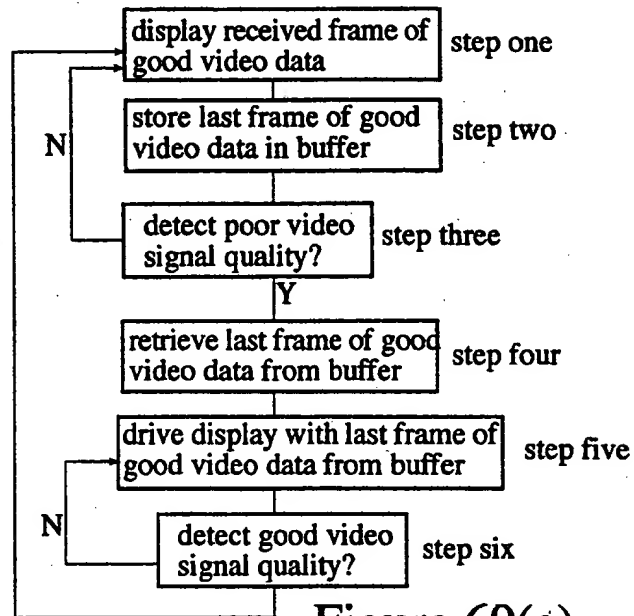 display received frame of
good video data
step one
store last frame of good
video data in buffer
step two
N
detect poor video
signal quality?
step three
Y
retrieve last frame of good
video data from buffer
step four
drive display with last frame of
good video data from buffer
step five
N
detect good video
signal quality?
step six